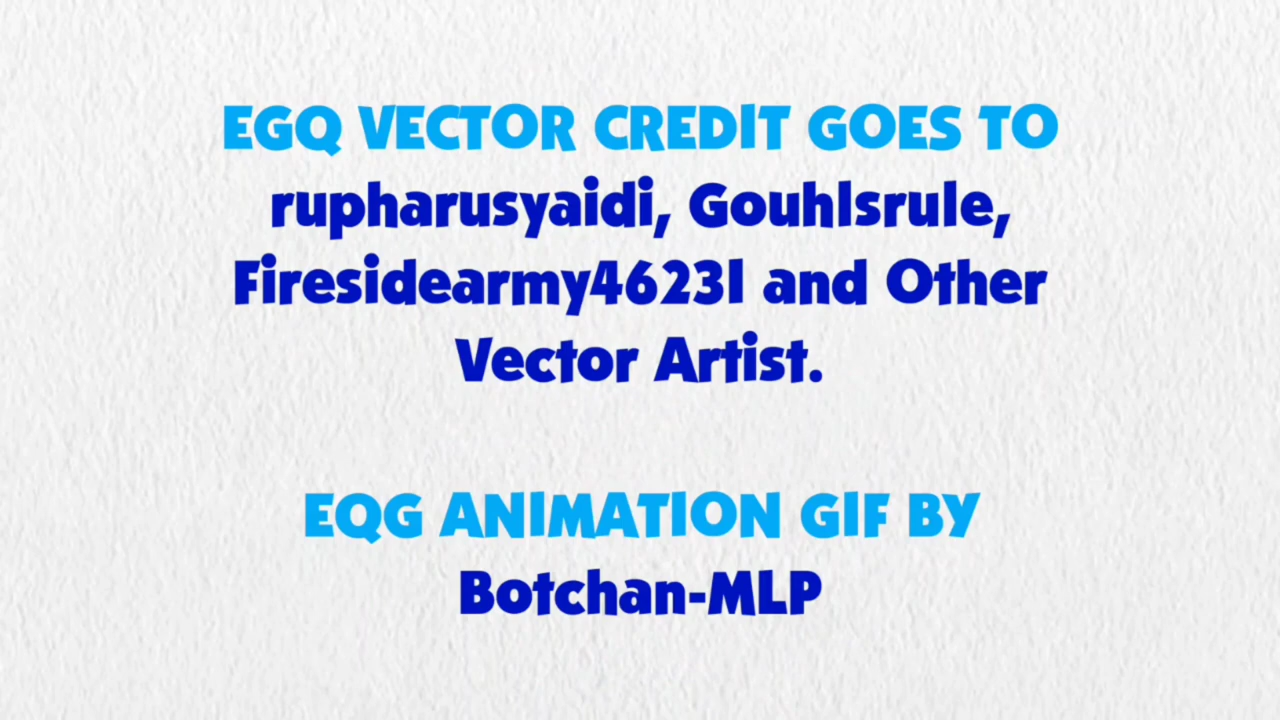 EGQ VECTOR CREDIT GOES TO
rupharusyaidi, Gouhlsrule,
Firesidearmy46231 and Other
Vector Artist.
EQG ANIMATION GIF BY
Botchan-MLP